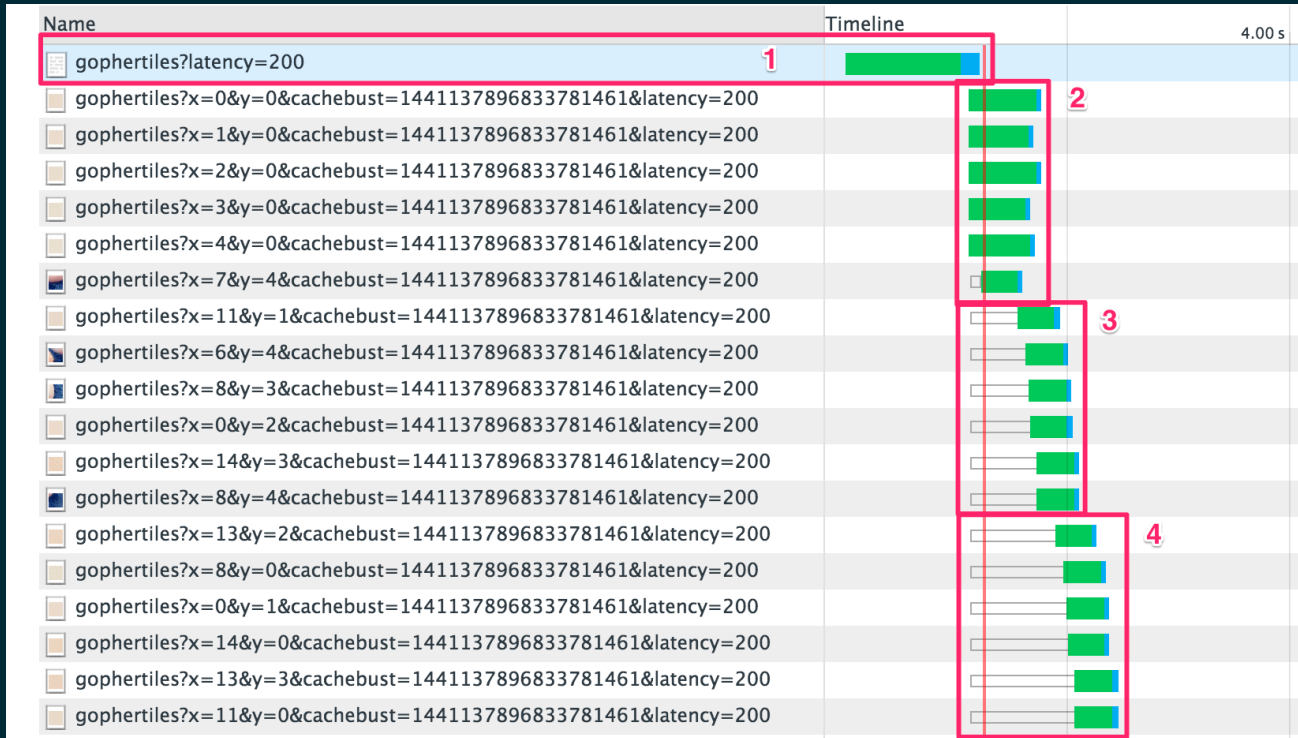 Name Timeline
4.00 s
gophertiles?latency=200 1
gophertiles?x=0&y=0&cachebust=1441137896833781461&latency=200 2
gophertiles?x=1&y=0&cachebust=1441137896833781461&latency=200
gophertiles?x=2&y=0&cachebust=1441137896833781461&latency=200
gophertiles?x=3&y=0&cachebust=1441137896833781461&latency=200
gophertiles?x=4&y=0&cachebust=1441137896833781461&latency=200
gophertiles?x=7&y=4&cachebust=1441137896833781461&latency=200
gophertiles?x=11&y=1&cachebust=1441137896833781461&latency=200 3
gophertiles?x=6&y=4&cachebust=1441137896833781461&latency=200
gophertiles?x=8&y=3&cachebust=1441137896833781461&latency=200
gophertiles?x=0&y=2&cachebust=1441137896833781461&latency=200
gophertiles?x=14&y=3&cachebust=1441137896833781461&latency=200
gophertiles?x=8&y=4&cachebust=1441137896833781461&latency=200
gophertiles?x=13&y=2&cachebust=1441137896833781461&latency=200 4
gophertiles?x=8&y=0&cachebust=1441137896833781461&latency=200
gophertiles?x=0&y=1&cachebust=1441137896833781461&latency=200
gophertiles?x=14&y=0&cachebust=1441137896833781461&latency=200
gophertiles?x=13&y=3&cachebust=1441137896833781461&latency=200
gophertiles?x=11&y=0&cachebust=1441137896833781461&latency=200